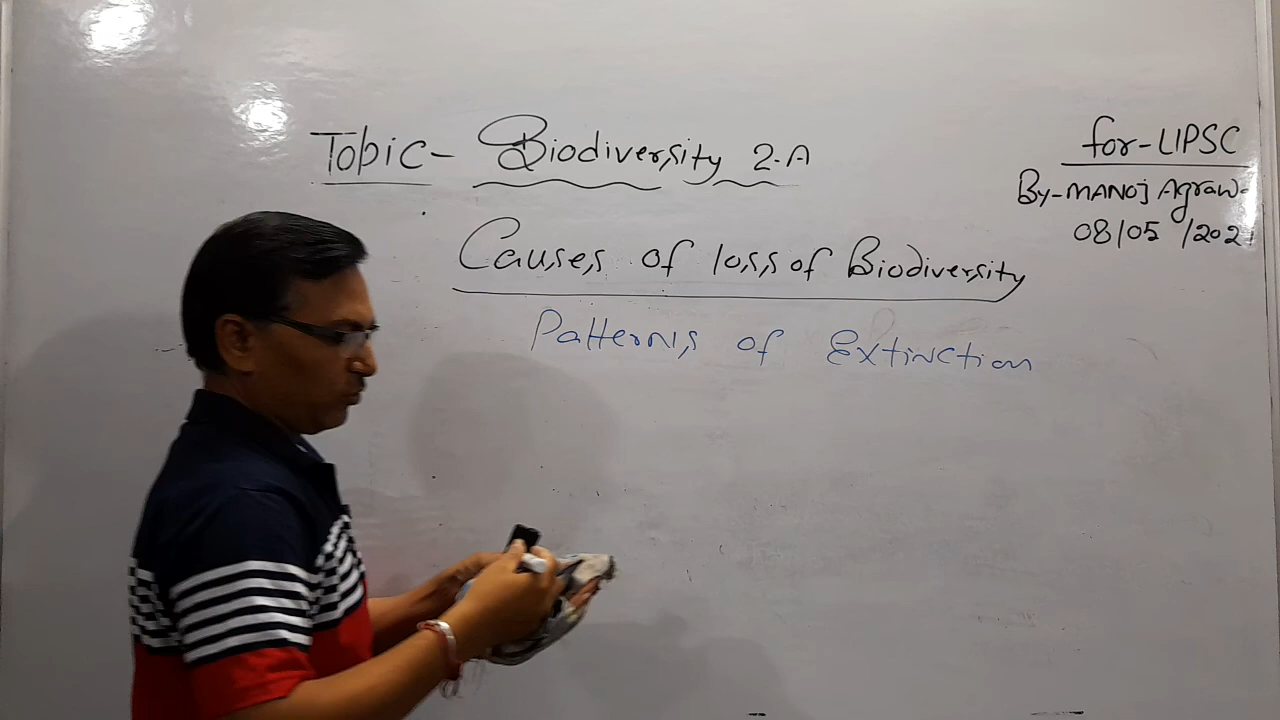 Topic- Biodiversity 2.A
for-UPSC
By-MANOJ Agraw
08/05/202
Causes of loss of Biodiversity
Patterns of Extinction